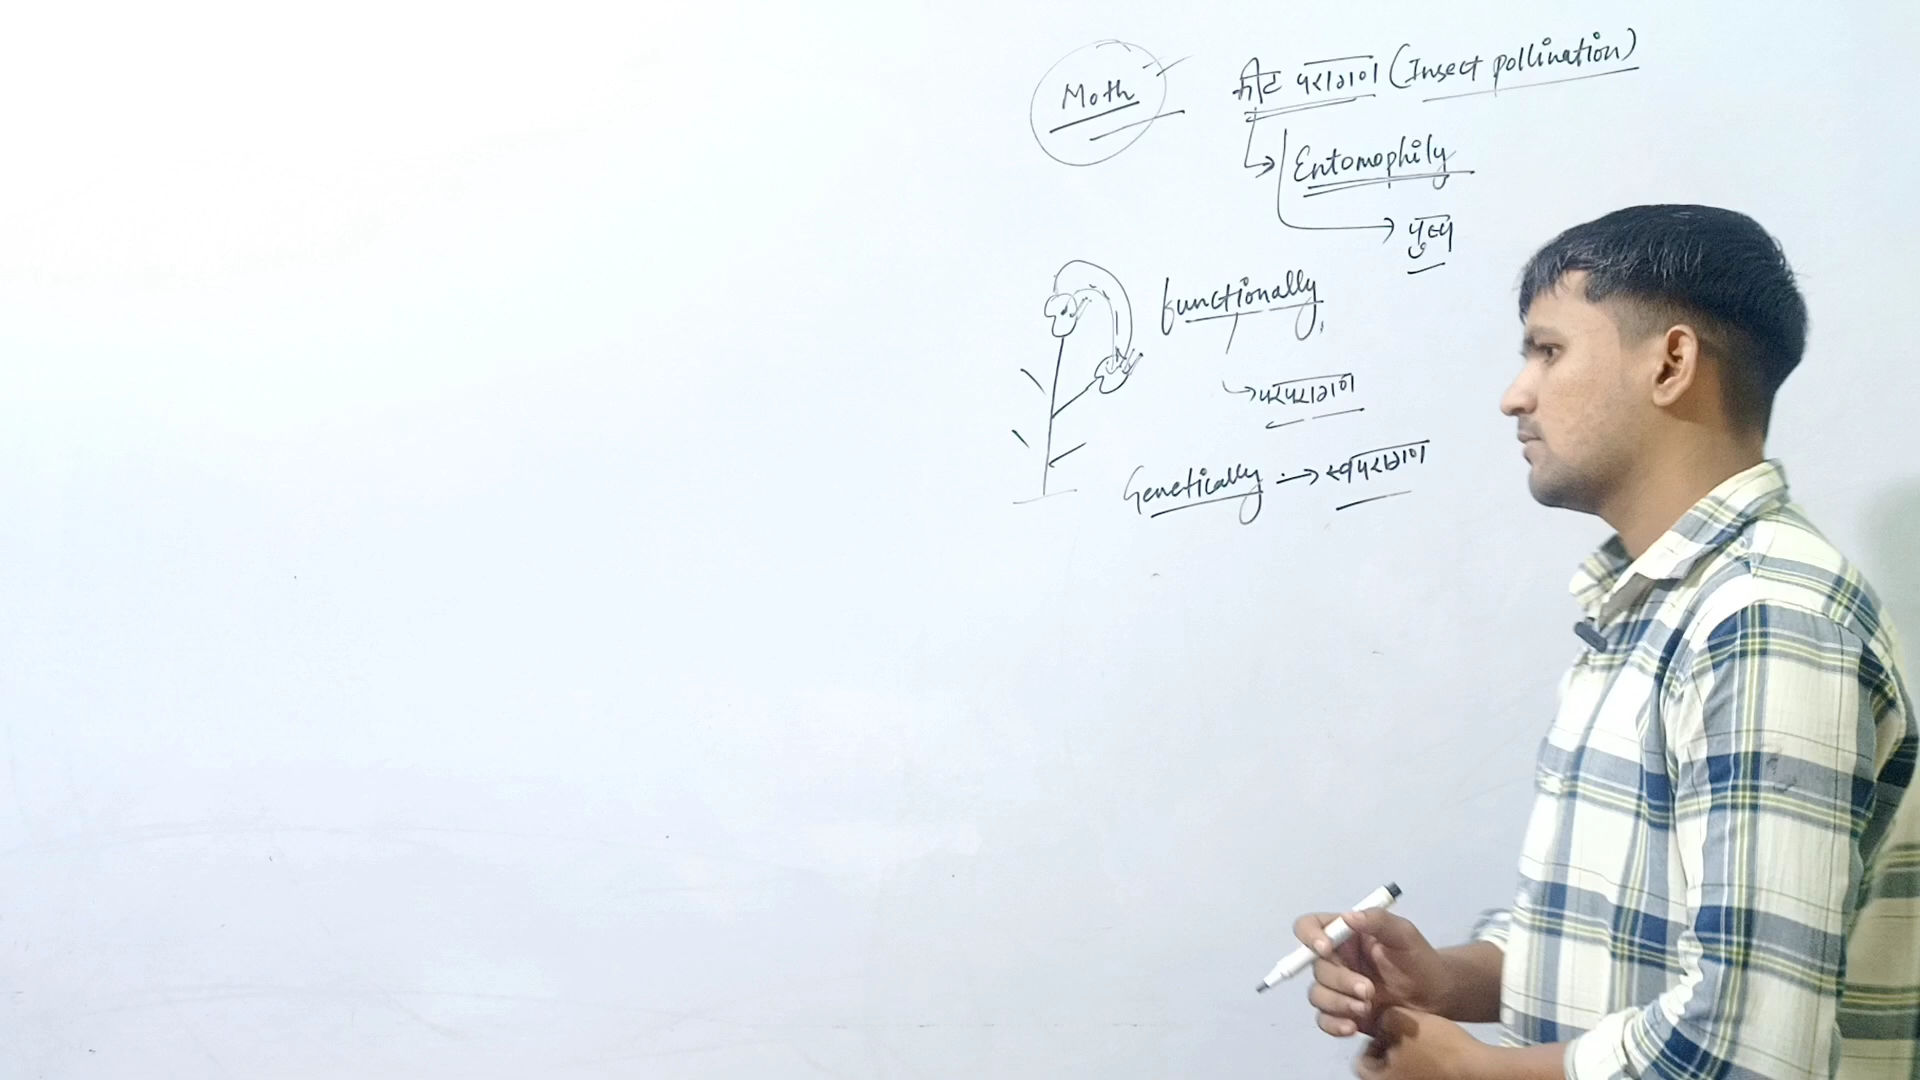 Moth
कीट परागण (Insect pollination)
Entomophily
पुष्प
functionally
परपरागण
Genetically → स्वपरागण